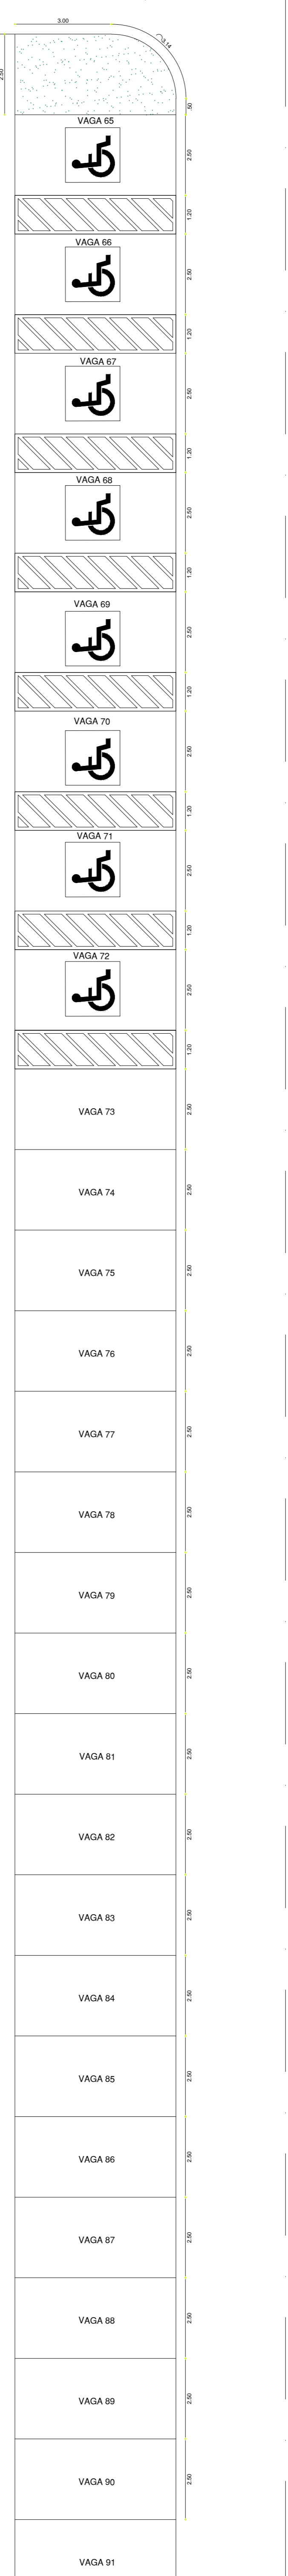 3.00
3.14
2.50
.50
VAGA 65
2.50
1.20
VAGA 66
2.50
1.20
VAGA 67
2.50
1.20
VAGA 68
2.50
1.20
VAGA 69
2.50
1.20
VAGA 70
2.50
1.20
VAGA 71
2.50
1.20
VAGA 72
2.50
1.20
VAGA 73
2.50
VAGA 74
2.50
VAGA 75
2.50
VAGA 76
2.50
VAGA 77
2.50
VAGA 78
2.50
VAGA 79
2.50
VAGA 80
2.50
VAGA 81
2.50
VAGA 82
2.50
VAGA 83
2.50
VAGA 84
2.50
VAGA 85
2.50
VAGA 86
2.50
VAGA 87
2.50
VAGA 88
2.50
VAGA 89
2.50
VAGA 90
2.50
VAGA 91